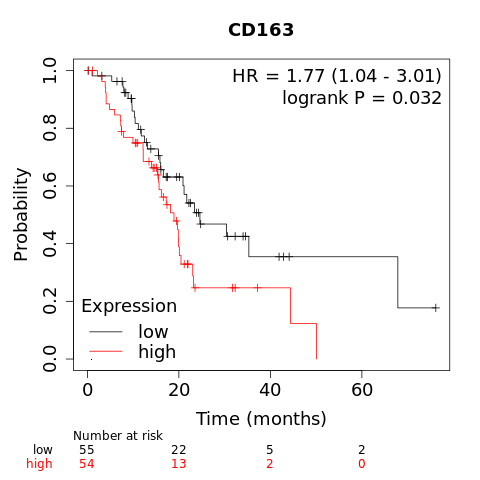 CD163
HR = 1.77 (1.04 - 3.01)
logrank P = 0.032
Probability
1.0
0.8
0.6
0.4
0.2
0.0
Expression
low
high
0 20 40 60
Time (months)
Number at risk
low 55 22 5 2
high 54 13 2 0